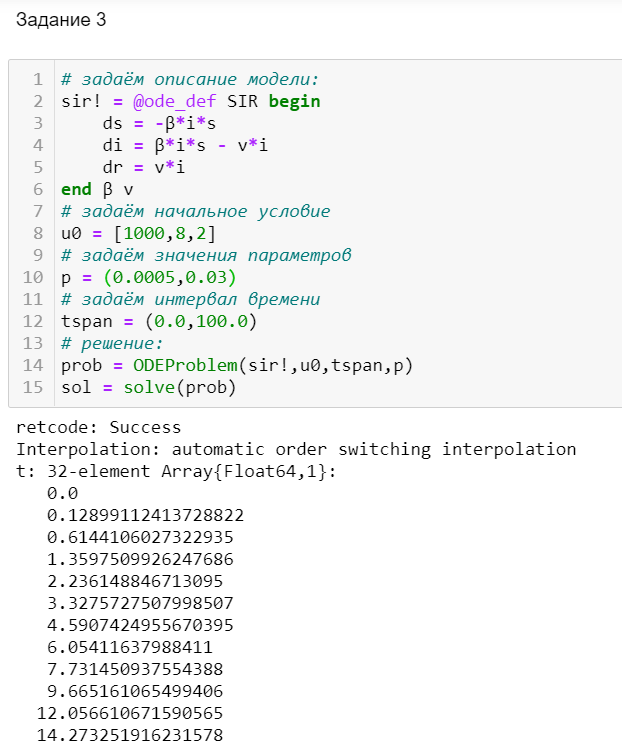 Задание 3
1 # задаём описание модели:
2 sir! = @ode_def SIR begin
3 ds = -β*i*s
4 di = β*i*s - ν*i
5 dr = ν*i
6 end β ν
7 # задаём начальное условие
8 u0 = [1000,8,2]
9 # задаём значения параметров
10 p = (0.0005,0.03)
11 # задаём интервал времени
12 tspan = (0.0,100.0)
13 # решение:
14 prob = ODEProblem(sir!,u0,tspan,p)
15 sol = solve(prob)
retcode: Success
Interpolation: automatic order switching interpolation
t: 32-element Array{Float64,1}:
0.0
0.12899112413728822
0.6144106027322935
1.3597509926247686
2.236148846713095
3.3275727507998507
4.5907424955670395
6.05411637988411
7.731450937554388
9.665161065499406
12.056610671590565
14.273251916231578